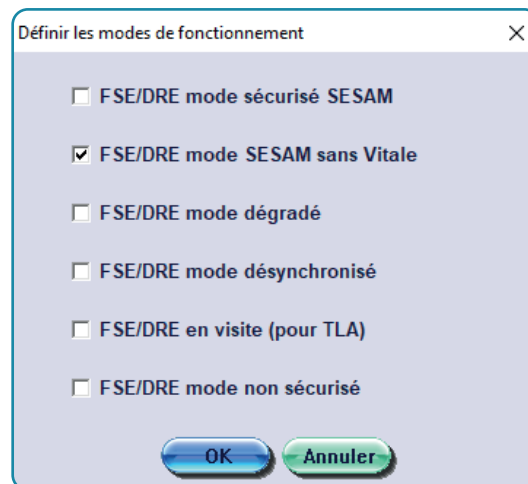 Définir les modes de fonctionnement
FSE/DRE mode sécurisé SESAM
FSE/DRE mode SESAM sans Vitale
FSE/DRE mode dégradé
FSE/DRE mode désynchronisé
FSE/DRE en visite (pour TLA)
FSE/DRE mode non sécurisé
OK Annuler